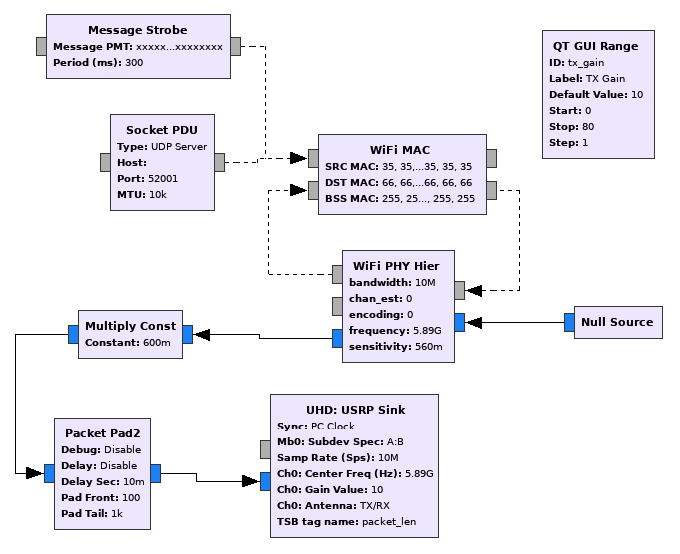 Message Strobe
Message PMT: xxxxx...xxxxxxxx
Period (ms): 300
QT GUI Range
ID: tx_gain
Label: TX Gain
Default Value: 10
Start: 0
Stop: 80
Step: 1
Socket PDU
Type: UDP Server
Host:
Port: 52001
MTU: 10k
WiFi MAC
SRC MAC: 35, 35,...35, 35, 35
DST MAC: 66, 66,...66, 66, 66
BSS MAC: 255, 25..., 255, 255
WiFi PHY Hier
bandwidth: 10M
chan_est: 0
encoding: 0
frequency: 5.89G
sensitivity: 560m
Null Source
Multiply Const
Constant: 600m
Packet Pad2
Debug: Disable
Delay: Disable
Delay Sec: 10m
Pad Front: 100
Pad Tail: 1k
UHD: USRP Sink
Sync: PC Clock
Mb0: Subdev Spec: A:B
Samp Rate (Sps): 10M
Ch0: Center Freq (Hz): 5.89G
Ch0: Gain Value: 10
Ch0: Antenna: TX/RX
TSB tag name: packet_len